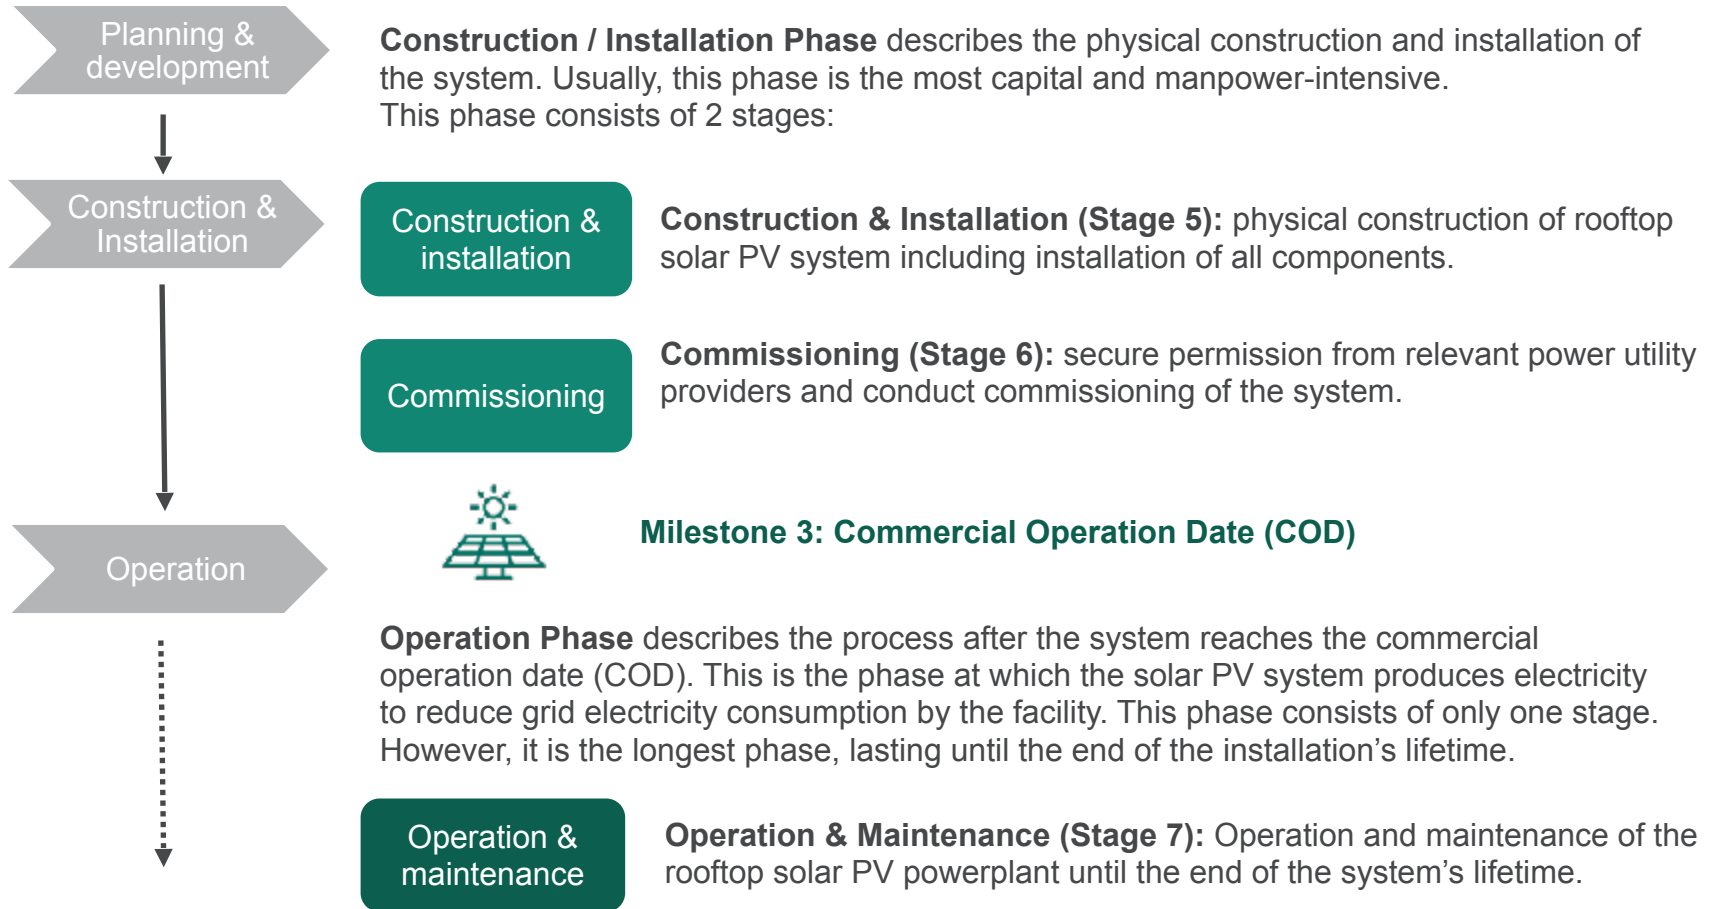 Planning &
development
Construction / Installation Phase describes the physical construction and installation of
the system. Usually, this phase is the most capital and manpower-intensive.
This phase consists of 2 stages:
Construction &
Installation
Construction &
installation
Construction & Installation (Stage 5): physical construction of rooftop
solar PV system including installation of all components.
Commissioning
Commissioning (Stage 6): secure permission from relevant power utility
providers and conduct commissioning of the system.
Milestone 3: Commercial Operation Date (COD)
Operation
Operation Phase describes the process after the system reaches the commercial
operation date (COD). This is the phase at which the solar PV system produces electricity
to reduce grid electricity consumption by the facility. This phase consists of only one stage.
However, it is the longest phase, lasting until the end of the installation’s lifetime.
Operation &
maintenance
Operation & Maintenance (Stage 7): Operation and maintenance of the
rooftop solar PV powerplant until the end of the system’s lifetime.